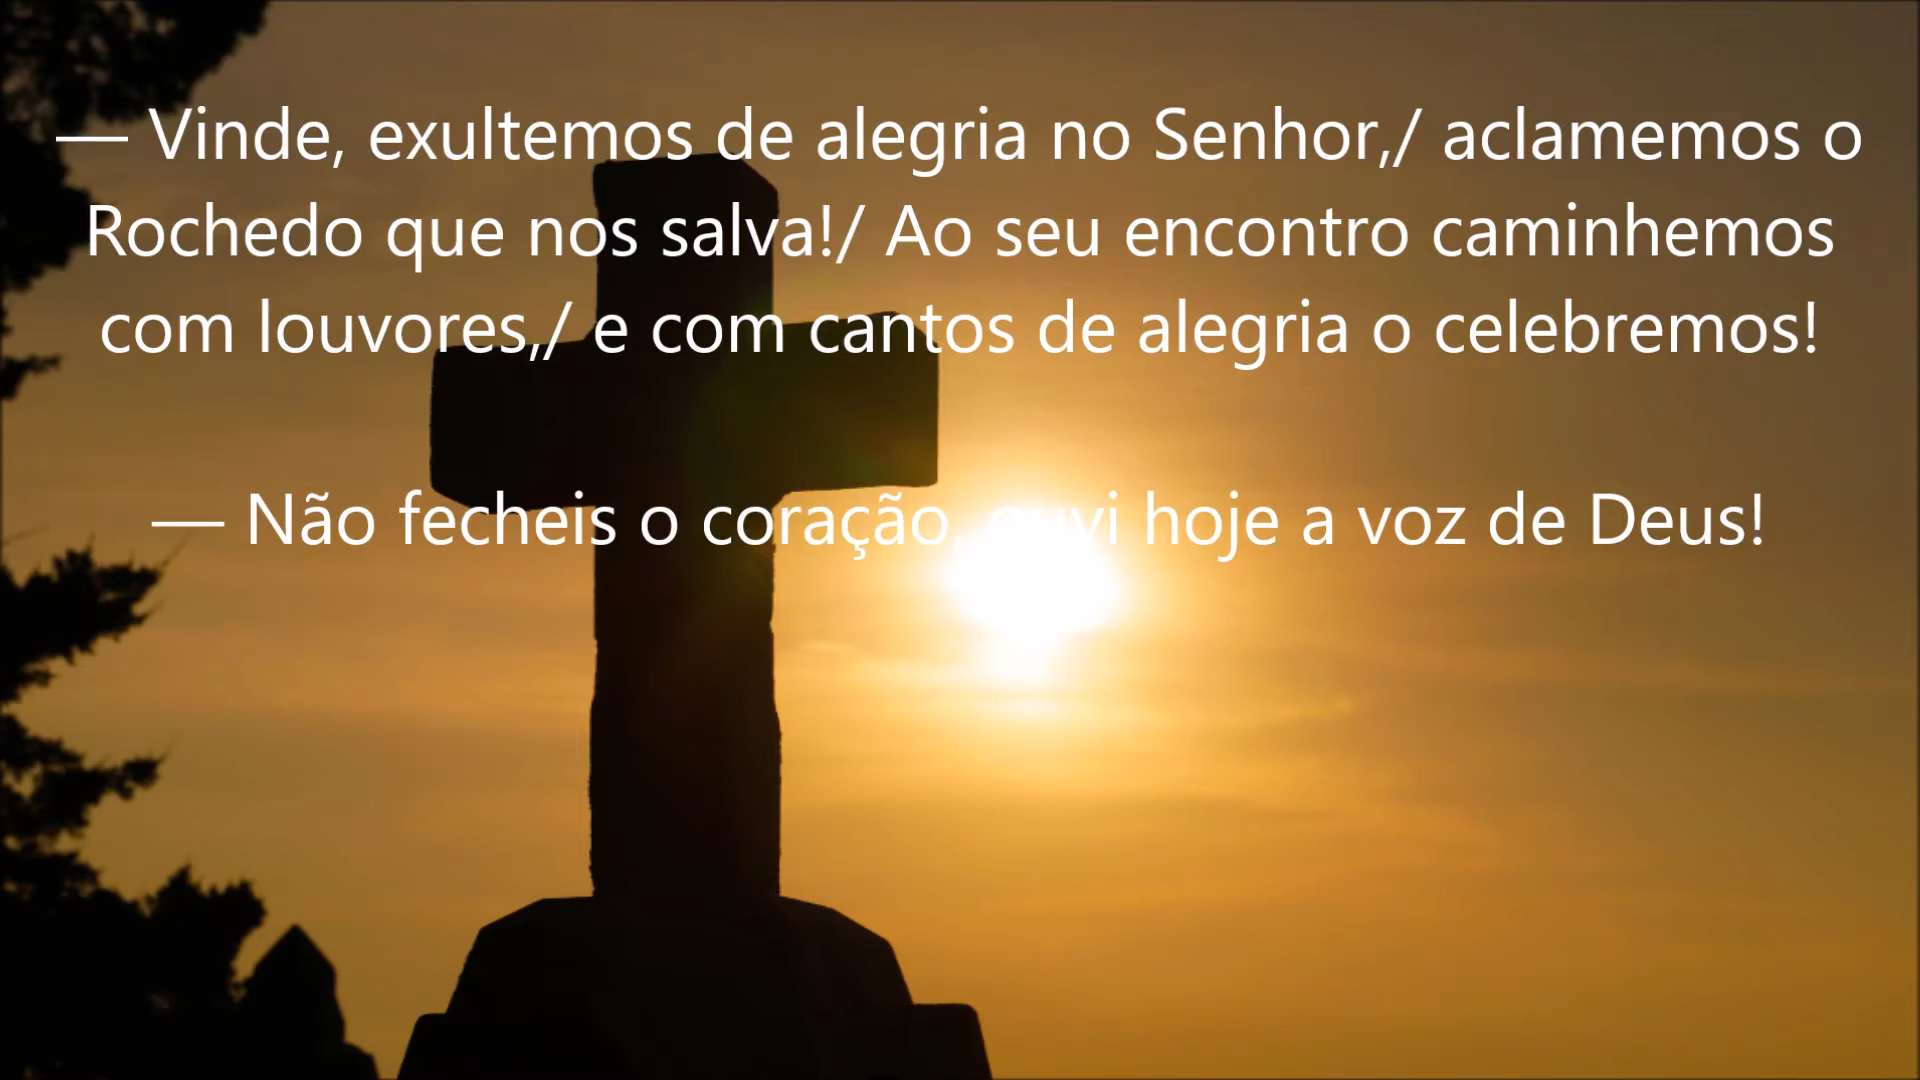 — Vinde, exultemos de alegria no Senhor,/ aclamemos o
Rochedo que nos salva!/ Ao seu encontro caminhemos
com louvores,/ e com cantos de alegria o celebremos!
— Não fecheis o coração, ouvi hoje a voz de Deus!